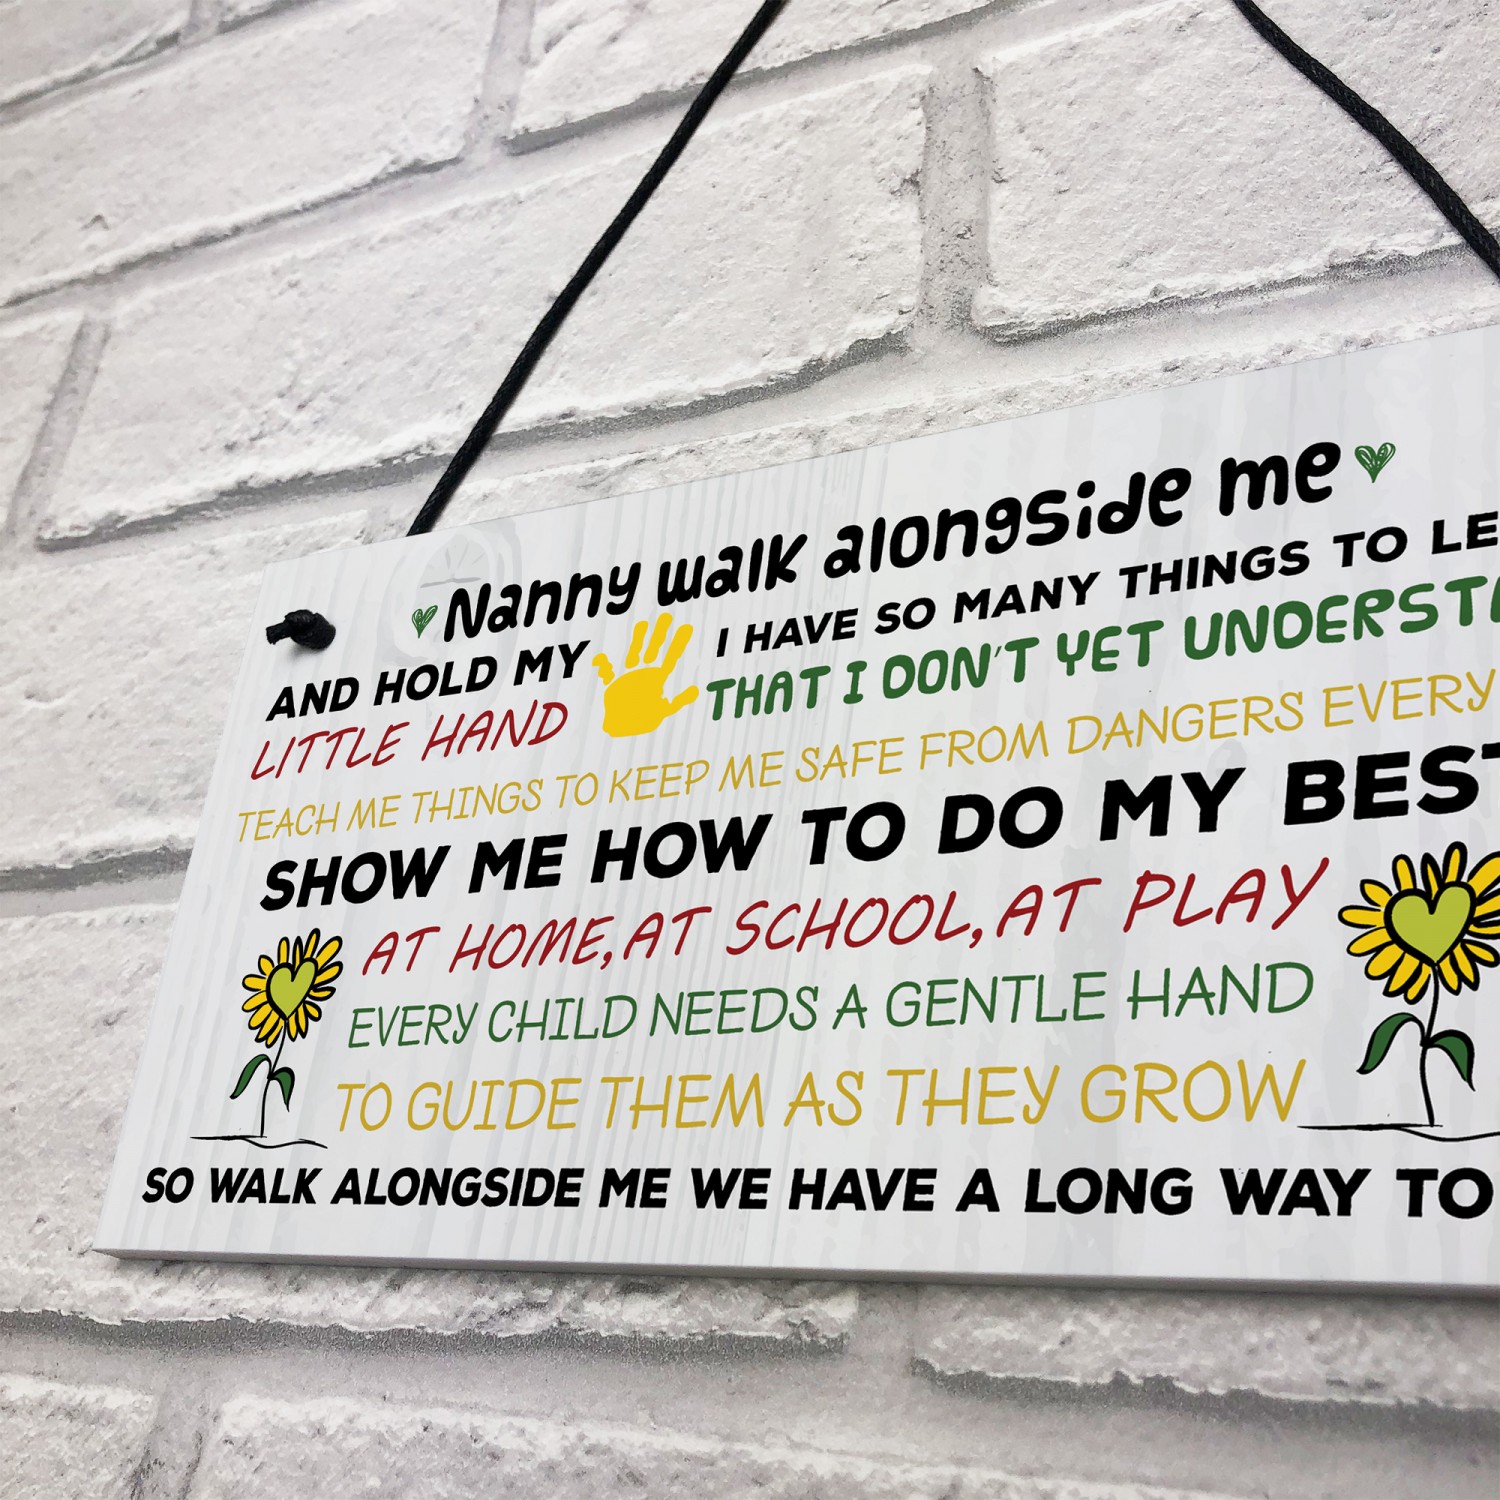 Nanny walk alongside me
AND HOLD MY
LITTLE HAND
I HAVE SO MANY THINGS TO LE
THAT I DON'T YET UNDERST
TEACH ME THINGS TO KEEP ME SAFE FROM DANGERS EVERY
SHOW ME HOW TO DO MY BEST
AT HOME, AT SCHOOL, AT PLAY
EVERY CHILD NEEDS A GENTLE HAND
TO GUIDE THEM AS THEY GROW
SO WALK ALONGSIDE ME WE HAVE A LONG WAY TO